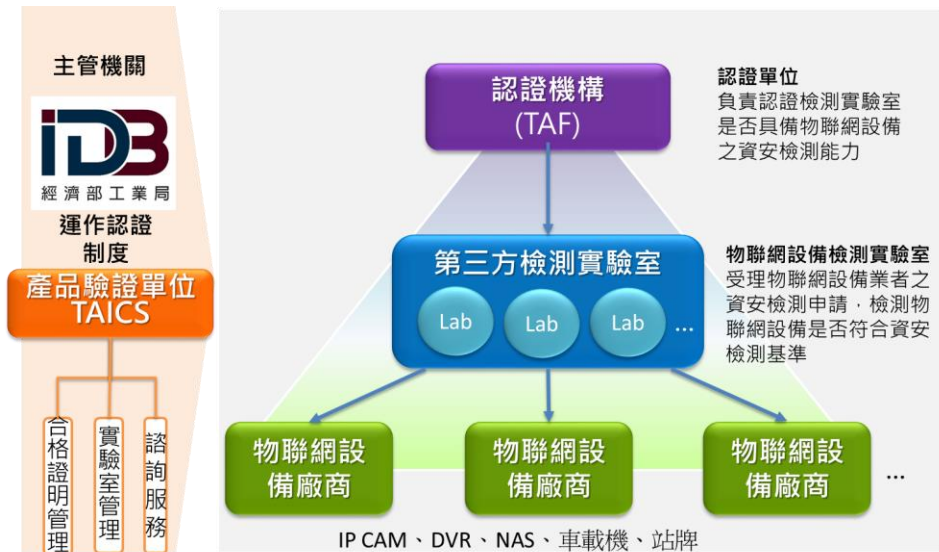 主管機關
iDB
經濟部工業局
運作認證
制度
產品驗證單位
TAICS
合格證明管理
實驗室管理
諮詢服務
認證機構
(TAF)
認證單位
負責認證檢測實驗室
是否具備物聯網設備
之資安檢測能力
第三方檢測實驗室
Lab
Lab
Lab
...
物聯網設備檢測實驗室
受理物聯網設備業者之
資安檢測申請，檢測物
聯網設備是否符合資安
檢測基準
物聯網設
備廠商
物聯網設
備廠商
物聯網設
備廠商
...
IP CAM、DVR、NAS、車載機、站牌